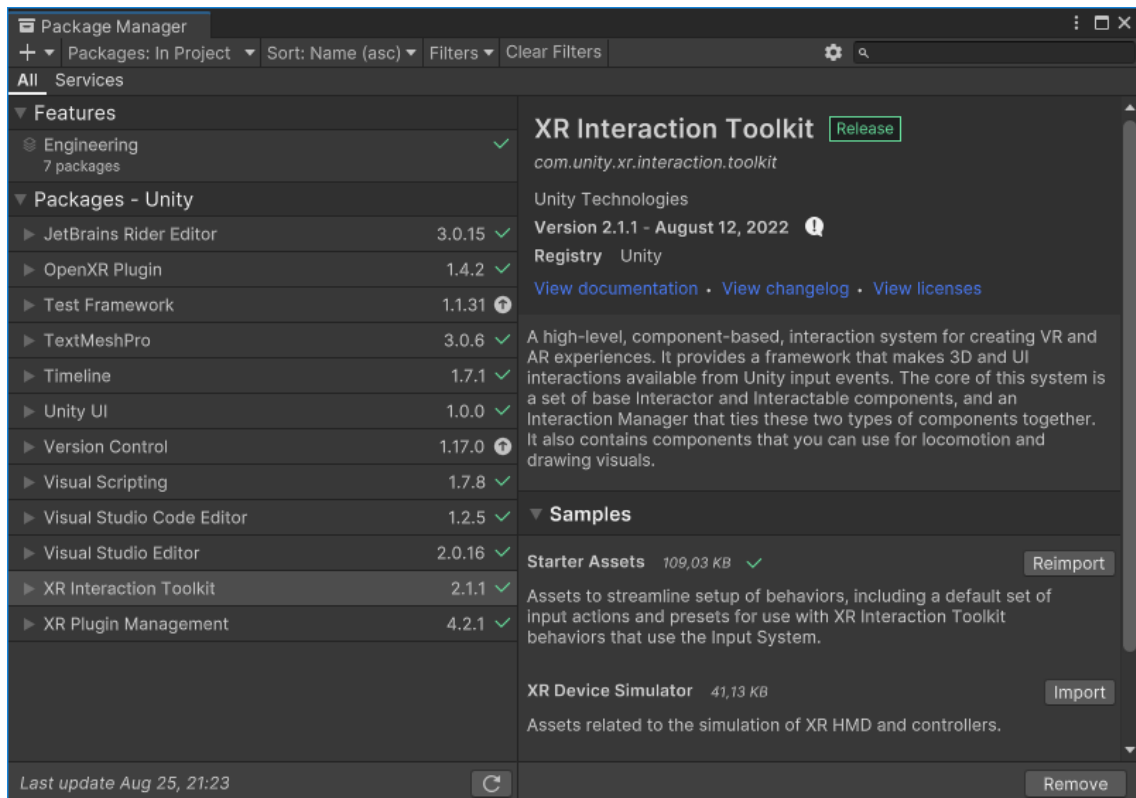 Package Manager
+ Packages: In Project Sort: Name (asc) Filters Clear Filters
All Services
Features
Engineering
7 packages
Packages - Unity
JetBrains Rider Editor 3.0.15
OpenXR Plugin 1.4.2
Test Framework 1.1.31
TextMeshPro 3.0.6
Timeline 1.7.1
Unity UI 1.0.0
Version Control 1.17.0
Visual Scripting 1.7.8
Visual Studio Code Editor 1.2.5
Visual Studio Editor 2.0.16
XR Interaction Toolkit 2.1.1
XR Plugin Management 4.2.1
Last update Aug 25, 21:23
XR Interaction Toolkit Release
com.unity.xr.interaction.toolkit
Unity Technologies
Version 2.1.1 - August 12, 2022
Registry Unity
View documentation • View changelog • View licenses
A high-level, component-based, interaction system for creating VR and
AR experiences. It provides a framework that makes 3D and UI
interactions available from Unity input events. The core of this system is
a set of base Interactor and Interactable components, and an
Interaction Manager that ties these two types of components together.
It also contains components that you can use for locomotion and
drawing visuals.
Samples
Starter Assets 109,03 KB Reimport
Assets to streamline setup of behaviors, including a default set of
input actions and presets for use with XR Interaction Toolkit
behaviors that use the Input System.
XR Device Simulator 41,13 KB Import
Assets related to the simulation of XR HMD and controllers.
Remove